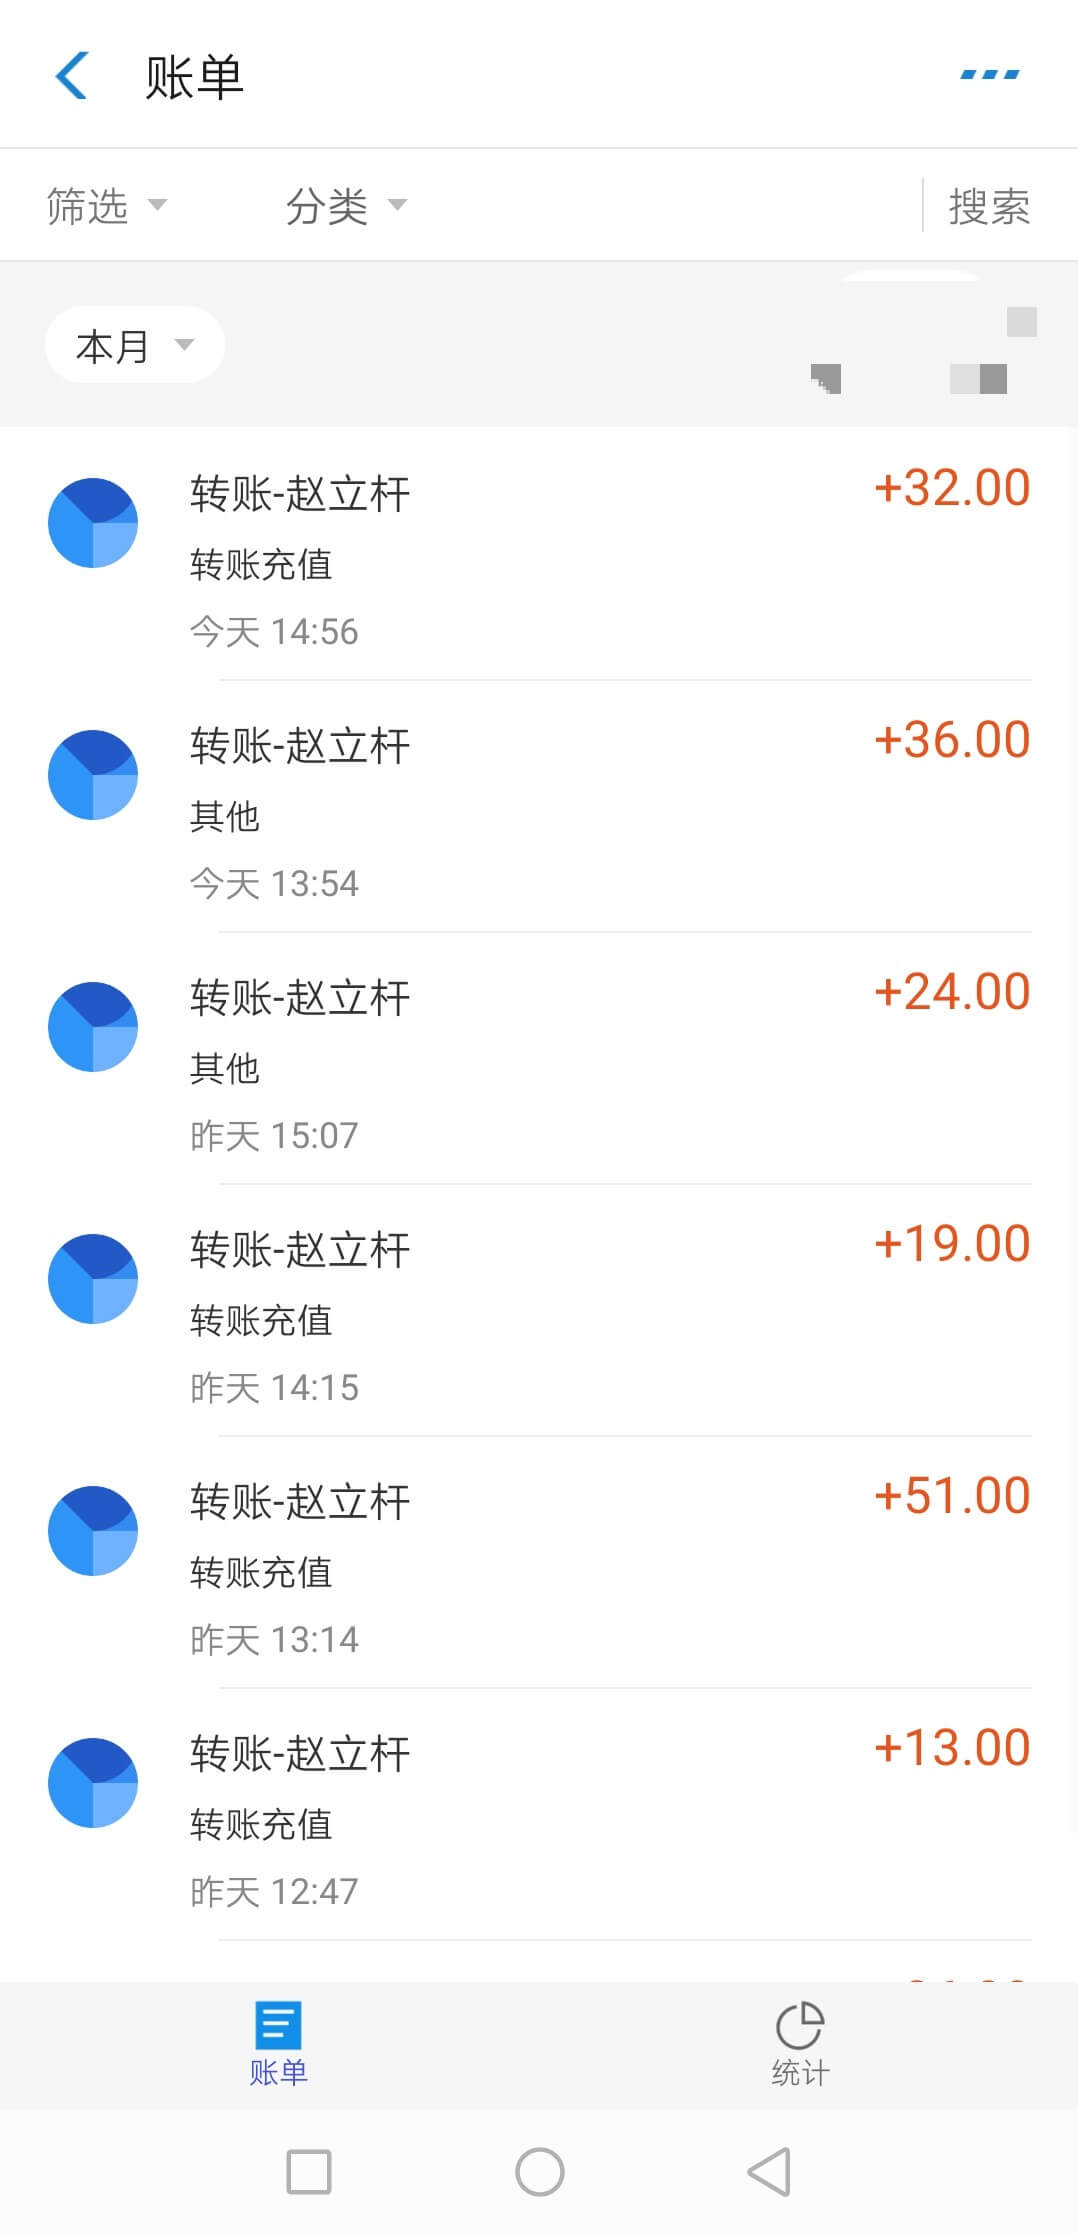 账单
筛选 分类 搜索
本月
转账-赵立杆 +32.00
转账充值
今天 14:56
转账-赵立杆 +36.00
其他
今天 13:54
转账-赵立杆 +24.00
其他
昨天 15:07
转账-赵立杆 +19.00
转账充值
昨天 14:15
转账-赵立杆 +51.00
转账充值
昨天 13:14
转账-赵立杆 +13.00
转账充值
昨天 12:47
账单 统计